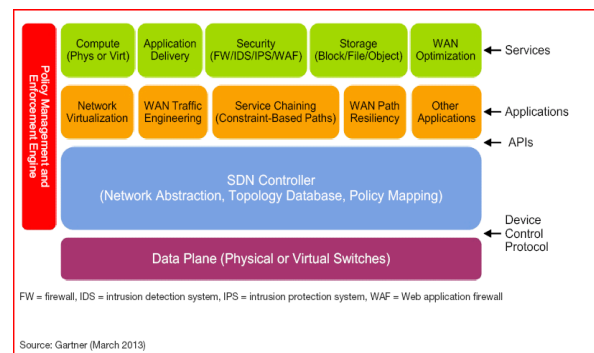 Policy Management and
Enforcement Engine
Compute
(Phys or Virt)
Application
Delivery
Security
(FW/IDS/IPS/WAF)
Storage
(Block/File/Object)
WAN
Optimization
Services
Network
Virtualization
WAN Traffic
Engineering
Service Chaining
(Constraint-Based Paths)
WAN Path
Resiliency
Other
Applications
Applications
APIs
SDN Controller
(Network Abstraction, Topology Database, Policy Mapping)
Device
Control
Protocol
Data Plane (Physical or Virtual Switches)
FW = firewall, IDS = intrusion detection system, IPS = intrusion protection system, WAF = Web application firewall
Source: Gartner (March 2013)